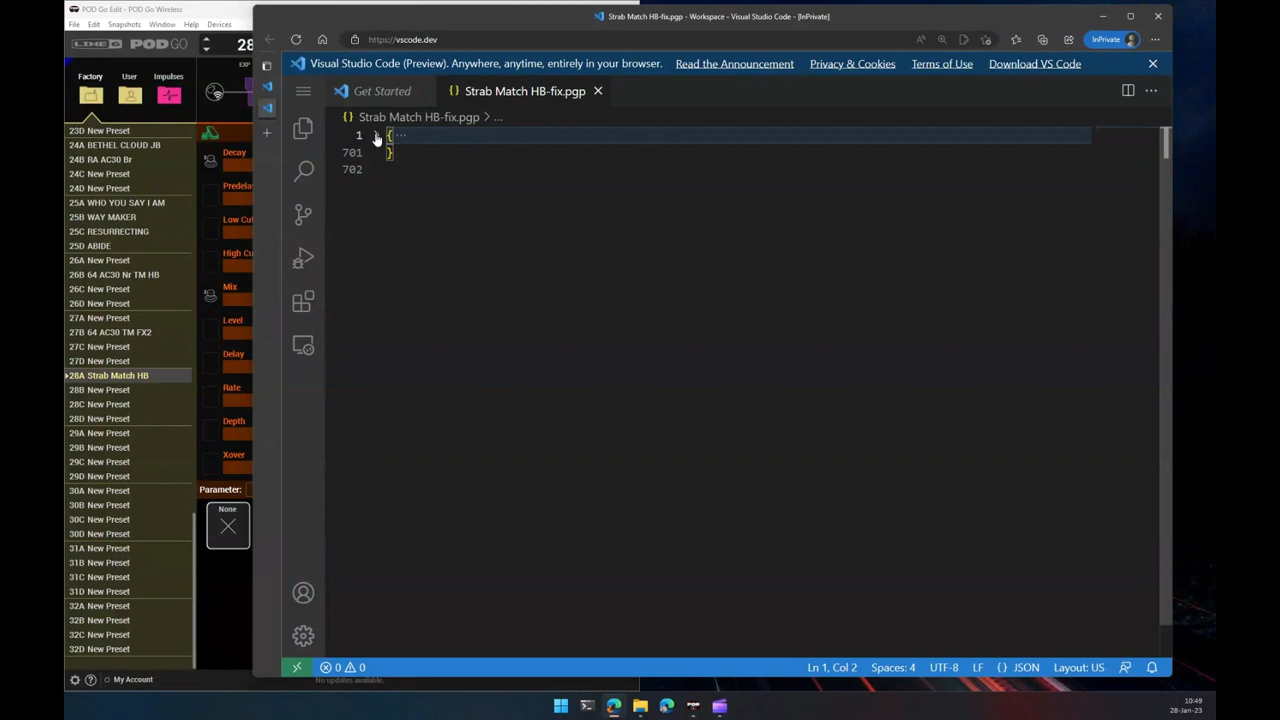 POD Go Edit - POD Go Wireless
File Edit Snapshots Window Help Devices
LINE 6 POD GO
28
EXP
Factory User Impulses
23D New Preset
24A BETHEL CLOUD JB
24B RA AC30 Br
24C New Preset
24D New Preset
25A WHO YOU SAY I AM
25B WAY MAKER
25C RESURRECTING
25D ABIDE
26A New Preset
26B 64 AC30 Nr TM HB
26C New Preset
26D New Preset
27A New Preset
27B 64 AC30 TM FX2
27C New Preset
27D New Preset
28A Strab Match HB
28B New Preset
28C New Preset
28D New Preset
29A New Preset
29B New Preset
29C New Preset
29D New Preset
30A New Preset
30B New Preset
30C New Preset
30D New Preset
31A New Preset
31B New Preset
31C New Preset
31D New Preset
32A New Preset
32B New Preset
32C New Preset
32D New Preset
My Account
No updates available.
Decay
Predelay
Low Cut
High Cu
Mix
Level
Delay
Rate
Depth
Xover
Parameter:
None
Strab Match HB-fix.pgp - Workspace - Visual Studio Code - [InPrivate]
https://vscode.dev
InPrivate
Visual Studio Code (Preview). Anywhere, anytime, entirely in your browser. Read the Announcement Privacy & Cookies Terms of Use Download VS Code
Get Started
Strab Match HB-fix.pgp
{} Strab Match HB-fix.pgp > ...
1 { ...
701 }
702
0 0 Ln 1, Col 2 Spaces: 4 UTF-8 LF {} JSON Layout: US
10:49
28-Jan-23